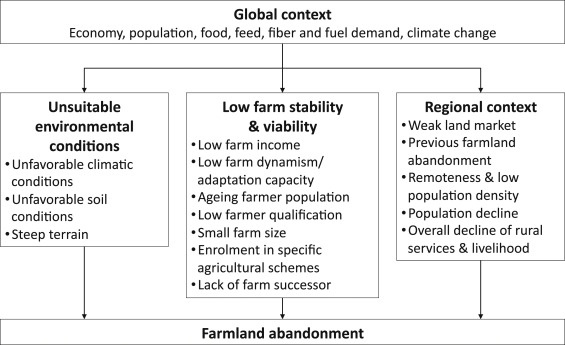 Global context
Economy, population, food, feed, fiber and fuel demand, climate change
Unsuitable
environmental
conditions
• Unfavorable climatic
conditions
• Unfavorable soil
conditions
• Steep terrain
Low farm stability
& viability
• Low farm income
• Low farm dynamism/
adaptation capacity
• Ageing farmer population
• Low farmer qualification
• Small farm size
• Enrolment in specific
agricultural schemes
• Lack of farm successor
Regional context
• Weak land market
• Previous farmland
abandonment
• Remoteness & low
population density
• Population decline
• Overall decline of rural
services & livelihood
Farmland abandonment